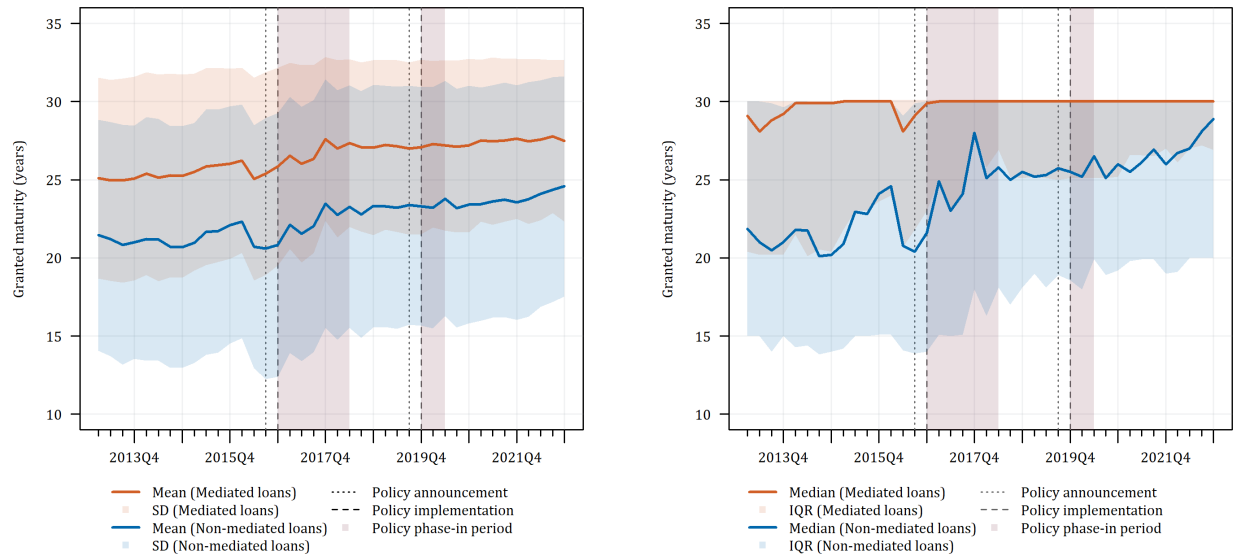 Granted maturity (years)
35
30
25
20
15
10
2013Q4 2015Q4 2017Q4 2019Q4 2021Q4
Mean (Mediated loans)
SD (Mediated loans)
Mean (Non-mediated loans)
SD (Non-mediated loans)
Policy announcement
Policy implementation
Policy phase-in period
Granted maturity (years)
35
30
25
20
15
10
2013Q4 2015Q4 2017Q4 2019Q4 2021Q4
Median (Mediated loans)
IQR (Mediated loans)
Median (Non-mediated loans)
IQR (Non-mediated loans)
Policy announcement
Policy implementation
Policy phase-in period